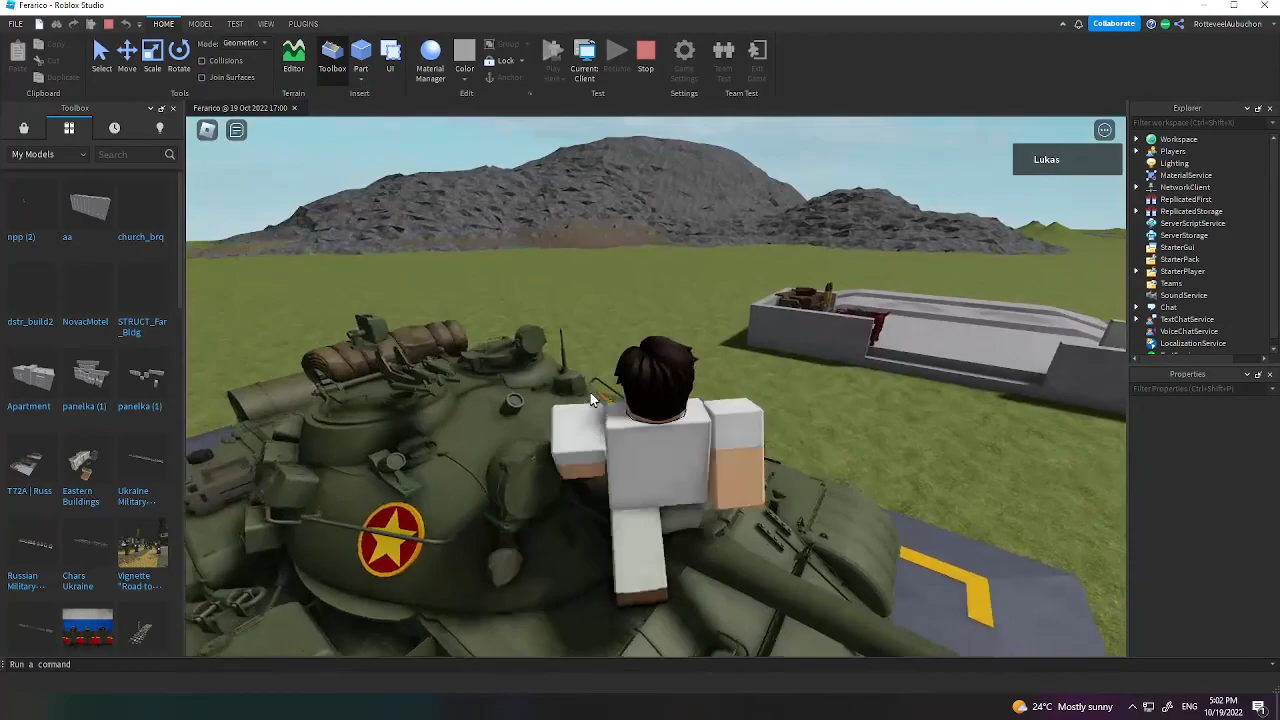 Ferarico - Roblox Studio
FILE HOME MODEL TEST VIEW PLUGINS Collaborate RotteveelAubuchon
Paste Copy Cut Duplicate Select Move Scale Rotate Mode: Geometric Collisions Join Surfaces Editor Toolbox Part UI Material Manager Color Group Lock Anchor Play Here Current: Client Resume Stop Game Settings Team Test Exit Game
Clipboard Tools Terrain Insert Edit Test Settings Team Test
Toolbox
Ferarico @ 19 Oct 2022 17:00
My Models Search
npp (2) aa church_brq
dstr_build2 NovacMotel STRUCT_Far_Bldg
Apartment panelka (1) panelka (1)
T72A | Russ Eastern Buildings Ukraine Military...
Russian Military... Chars Ukraine Vignette "Road to...
Lukas
Explorer
Filter workspace (Ctrl+Shift+X)
Workspace
Players
Lighting
MaterialService
NetworkClient
ReplicatedFirst
ReplicatedStorage
ServerScriptService
ServerStorage
StarterGui
StarterPack
StarterPlayer
Teams
SoundService
Chat
TextChatService
VoiceChatService
LocalizationService
Properties
Filter Properties (Ctrl+Shift+P)
Run a command
24°C Mostly sunny
5:02 PM
10/19/2022